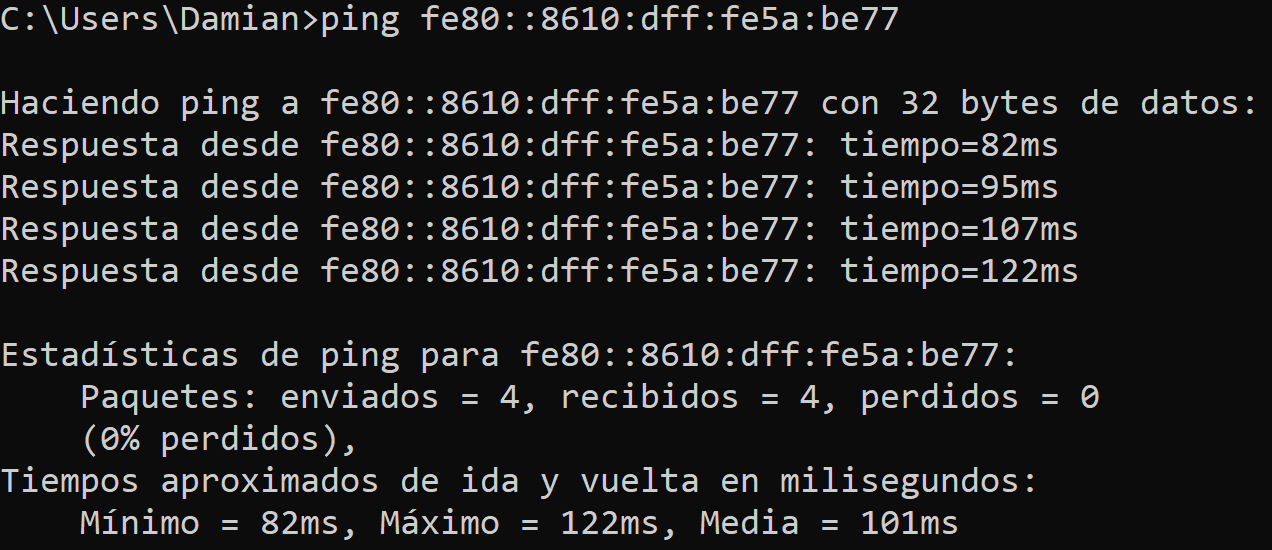 C:\Users\Damian>ping fe80::8610:dff:fe5a:be77
Haciendo ping a fe80::8610:dff:fe5a:be77 con 32 bytes de datos:
Respuesta desde fe80::8610:dff:fe5a:be77: tiempo=82ms
Respuesta desde fe80::8610:dff:fe5a:be77: tiempo=95ms
Respuesta desde fe80::8610:dff:fe5a:be77: tiempo=107ms
Respuesta desde fe80::8610:dff:fe5a:be77: tiempo=122ms
Estadísticas de ping para fe80::8610:dff:fe5a:be77:
Paquetes: enviados = 4, recibidos = 4, perdidos = 0
(0% perdidos),
Tiempos aproximados de ida y vuelta en milisegundos:
Mínimo = 82ms, Máximo = 122ms, Media = 101ms